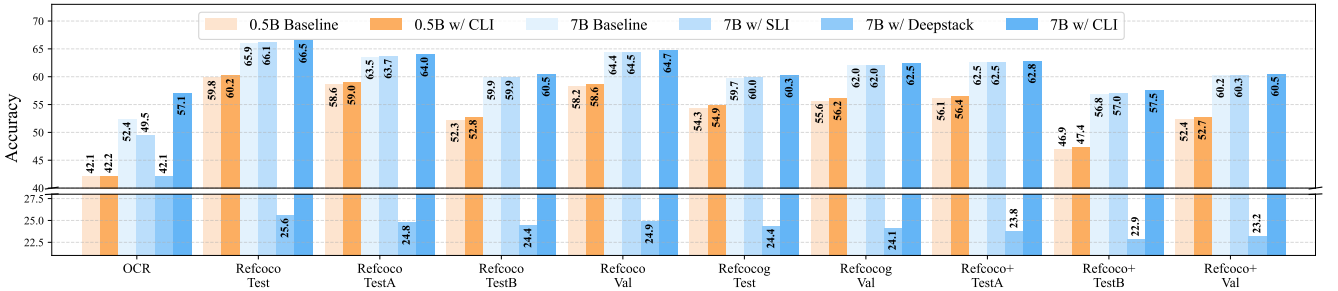 0.5B Baseline 0.5B w/ CLI 7B Baseline 7B w/ SLI 7B w/ Deepstack 7B w/ CLI
Accuracy
70
65
60
55
50
45
40
27.5
25.0
22.5
42.1 42.2 52.4 49.5 42.1 57.1
59.8 60.2 65.9 66.1 25.6 66.5
58.6 59.0 63.5 63.7 24.8 64.0
52.3 52.8 59.9 59.9 24.4 60.5
58.2 58.6 64.4 64.5 24.9 64.7
54.3 54.9 59.7 60.0 24.4 60.3
55.6 56.2 62.0 62.0 24.1 62.5
56.1 56.4 62.5 62.5 23.8 62.8
46.9 47.4 56.8 57.0 22.9 57.5
52.4 52.7 60.2 60.3 23.2 60.5
OCR
Refcoco
Test
Refcoco
TestA
Refcoco
TestB
Refcoco
Val
Refcocog
Test
Refcocog
Val
Refcoco+
TestA
Refcoco+
TestB
Refcoco+
Val